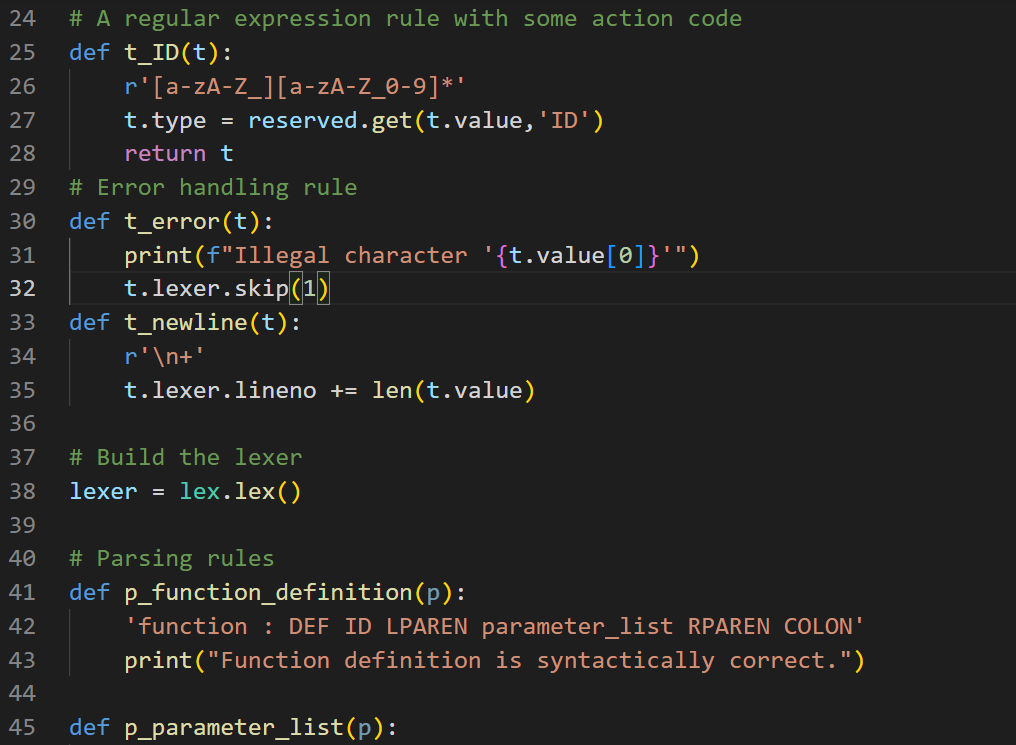 24 # A regular expression rule with some action code
25 def t_ID(t):
26     r'[a-zA-Z_][a-zA-Z_0-9]*'
27     t.type = reserved.get(t.value,'ID')
28     return t
29 # Error handling rule
30 def t_error(t):
31     print(f"Illegal character '{t.value[0]}'")
32     t.lexer.skip(1)
33 def t_newline(t):
34     r'\n+'
35     t.lexer.lineno += len(t.value)
36
37 # Build the lexer
38 lexer = lex.lex()
39
40 # Parsing rules
41 def p_function_definition(p):
42     'function : DEF ID LPAREN parameter_list RPAREN COLON'
43     print("Function definition is syntactically correct.")
44
45 def p_parameter_list(p):